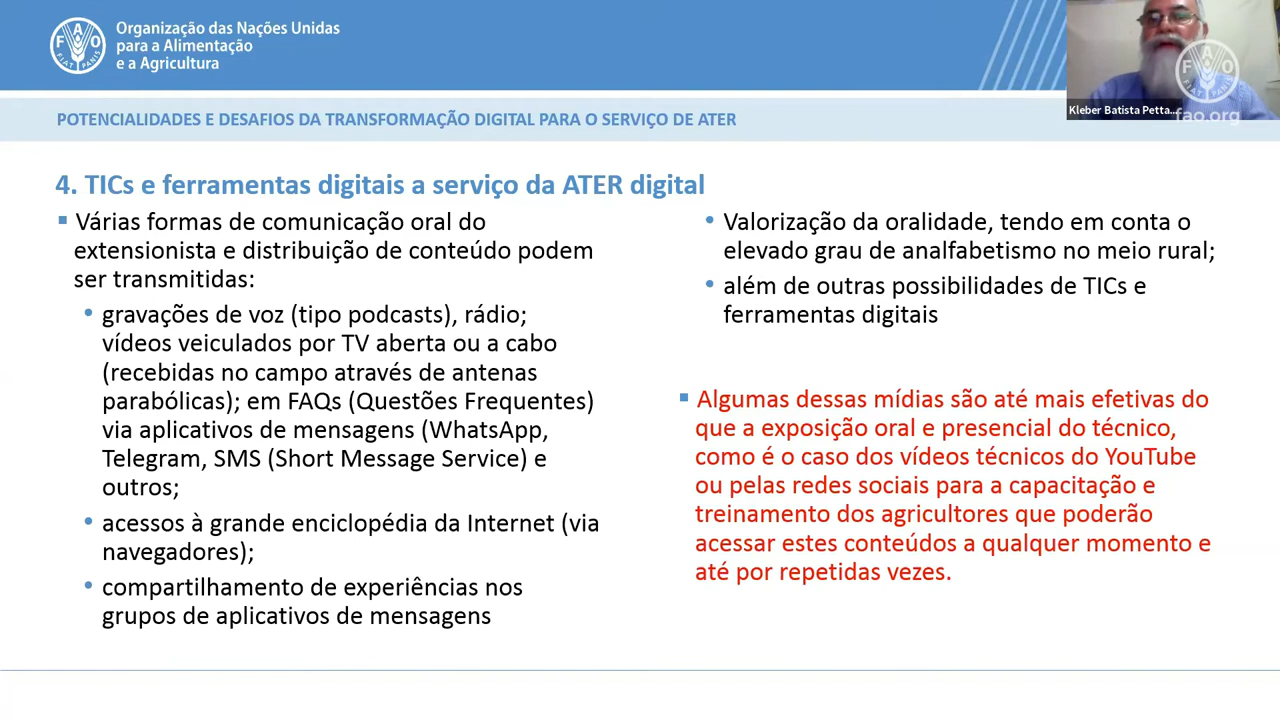 Organização das Nações Unidas
para a Alimentação
e a Agricultura
F A O
FIAT PANIS
F A O
FIAT PANIS
fao.org
Kleber Batista Petta...
POTENCIALIDADES E DESAFIOS DA TRANSFORMAÇÃO DIGITAL PARA O SERVIÇO DE ATER
4. TICs e ferramentas digitais a serviço da ATER digital
Várias formas de comunicação oral do
extensionista e distribuição de conteúdo podem
ser transmitidas:
gravações de voz (tipo podcasts), rádio;
vídeos veiculados por TV aberta ou a cabo
(recebidas no campo através de antenas
parabólicas); em FAQs (Questões Frequentes)
via aplicativos de mensagens (WhatsApp,
Telegram, SMS (Short Message Service) e
outros;
acessos à grande enciclopédia da Internet (via
navegadores);
compartilhamento de experiências nos
grupos de aplicativos de mensagens
Valorização da oralidade, tendo em conta o
elevado grau de analfabetismo no meio rural;
além de outras possibilidades de TICs e
ferramentas digitais
Algumas dessas mídias são até mais efetivas do
que a exposição oral e presencial do técnico,
como é o caso dos vídeos técnicos do YouTube
ou pelas redes sociais para a capacitação e
treinamento dos agricultores que poderão
acessar estes conteúdos a qualquer momento e
até por repetidas vezes.